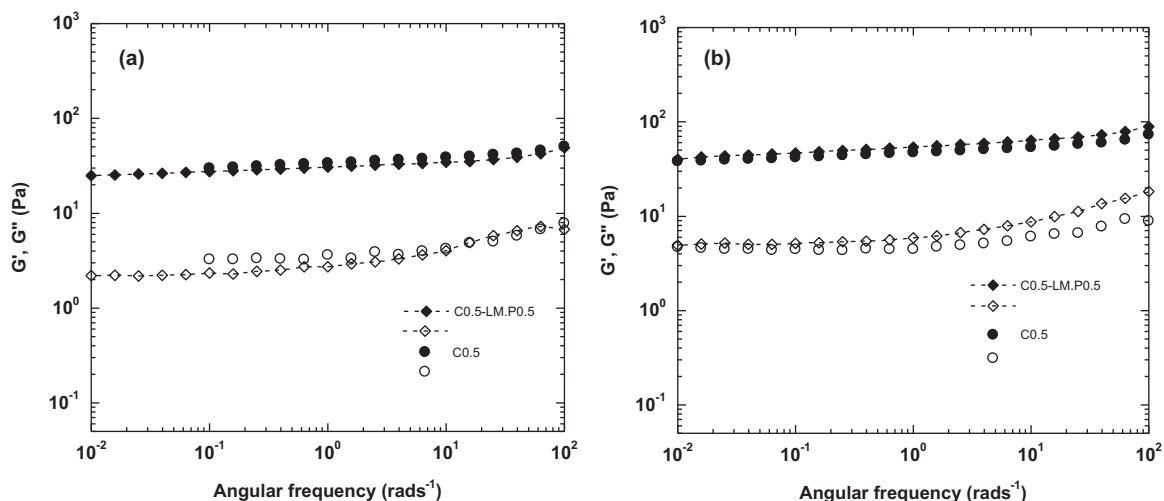 (a)
10³
10²
10¹
10⁰
10⁻¹
G', G'' (Pa)
C0.5-LM.P0.5
C0.5
10⁻² 10⁻¹ 10⁰ 10¹ 10²
Angular frequency (rads⁻¹)
(b)
10³
10²
10¹
10⁰
10⁻¹
G', G'' (Pa)
C0.5-LM.P0.5
C0.5
10⁻² 10⁻¹ 10⁰ 10¹ 10²
Angular frequency (rads⁻¹)